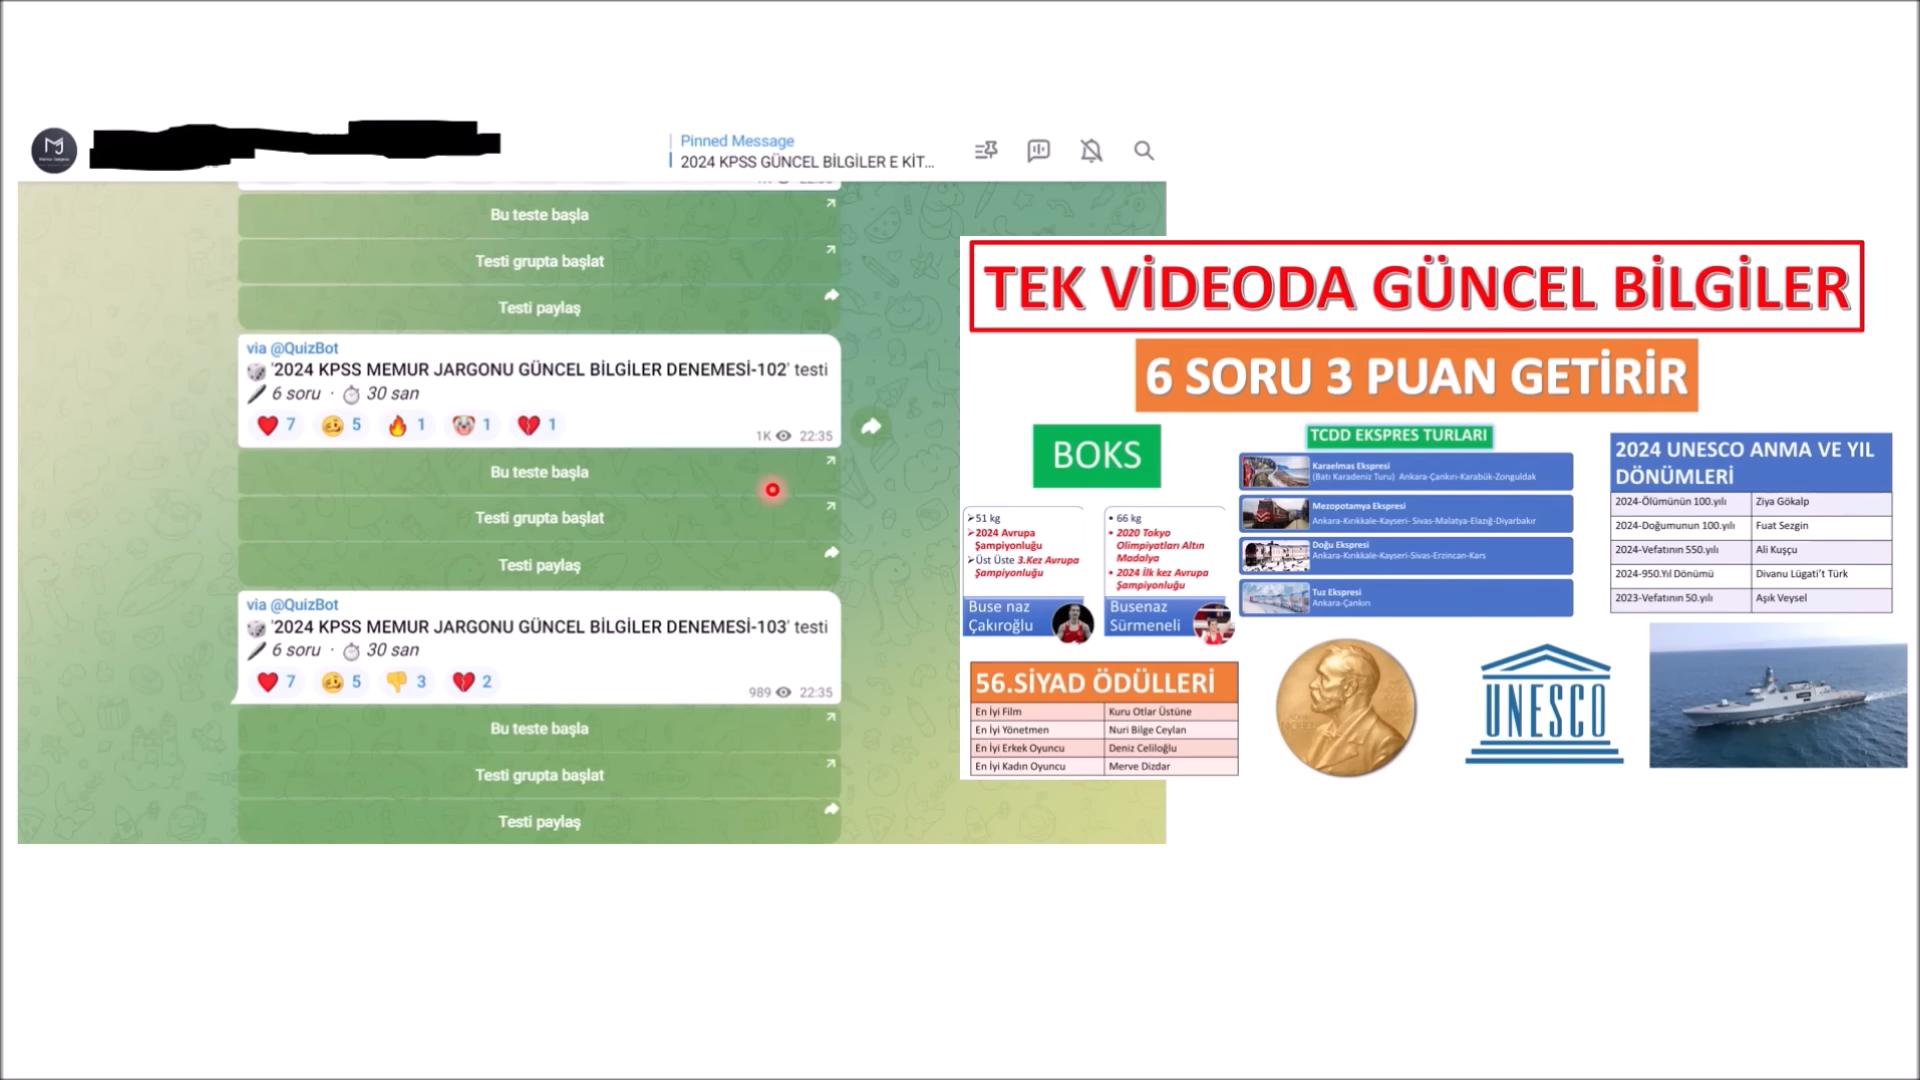 MJ
Pinned Message
2024 KPSS GÜNCEL BİLGİLER E KİT...
Bu teste başla
Testi grupta başlat
Testi paylaş
via @QuizBot
'2024 KPSS MEMUR JARGONU GÜNCEL BİLGİLER DENEMESİ-102' testi
6 soru · 30 san
7 5 1 1 1
1K 22:35
Bu teste başla
Testi grupta başlat
Testi paylaş
via @QuizBot
'2024 KPSS MEMUR JARGONU GÜNCEL BİLGİLER DENEMESİ-103' testi
6 soru · 30 san
7 5 3 2
989 22:35
Bu teste başla
Testi grupta başlat
Testi paylaş
TEK VİDEODA GÜNCEL BİLGİLER
6 SORU 3 PUAN GETİRİR
BOKS
➢51 kg
➢2024 Avrupa
Şampiyonluğu
➢Üst Üste 3.Kez Avrupa
Şampiyonluğu
Buse naz
Çakıroğlu
• 66 kg
• 2020 Tokyo
Olimpiyatları Altın
Madalya
• 2024 İlk kez Avrupa
Şampiyonluğu
Busenaz
Sürmeneli
TCDD EKSPRES TURLARI
Karaelmas Ekspresi
(Batı Karadeniz Turu) Ankara-Çankırı-Karabük-Zonguldak
Mezopotamya Ekspresi
Ankara-Kırıkkale-Kayseri- Sivas-Malatya-Elazığ-Diyarbakır
Doğu Ekspresi
Ankara-Kırıkkale-Kayseri-Sivas-Erzincan-Kars
Tuz Ekspresi
Ankara-Çankırı
2024 UNESCO ANMA VE YIL
DÖNÜMLERİ
2024-Ölümünün 100.yılı Ziya Gökalp
2024-Doğumunun 100.yılı Fuat Sezgin
2024-Vefatının 550.yılı Ali Kuşçu
2024-950.Yıl Dönümü Divanu Lügati't Türk
2023-Vefatının 50.yılı Aşık Veysel
56.SİYAD ÖDÜLLERİ
En İyi Film Kuru Otlar Üstüne
En İyi Yönetmen Nuri Bilge Ceylan
En İyi Erkek Oyuncu Deniz Celiloğlu
En İyi Kadın Oyuncu Merve Dizdar
UNESCO